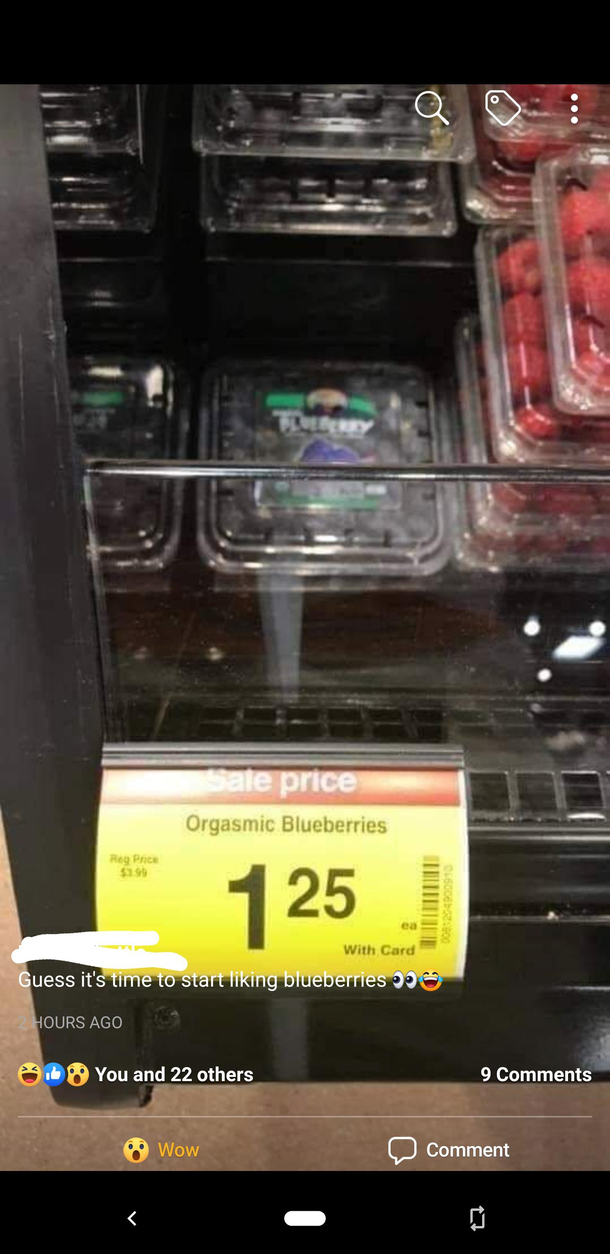 BLUEBERRY
Sale price
Orgasmic Blueberries
Reg Price
$3.99
1 25
ea
With Card
Guess it's time to start liking blueberries 👀😂
2 HOURS AGO
You and 22 others
9 Comments
Wow
Comment